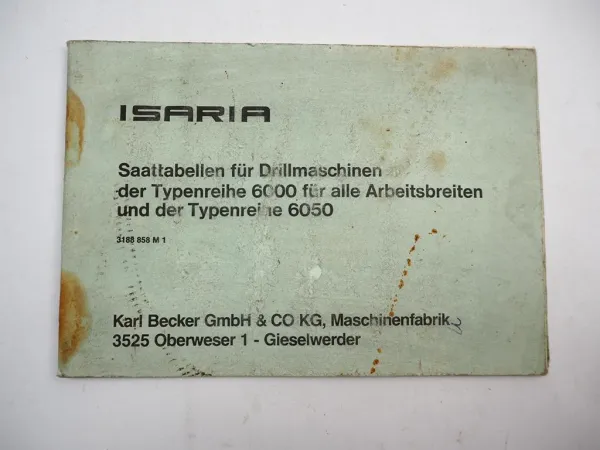 ISARIA
Saattabellen für Drillmaschinen
der Typenreihe 6000 für alle Arbeitsbreiten
und der Typenreihe 6050
3188 858 M 1
Karl Becker GmbH & CO KG, Maschinenfabrik
3525 Oberweser 1 - Gieselwerder